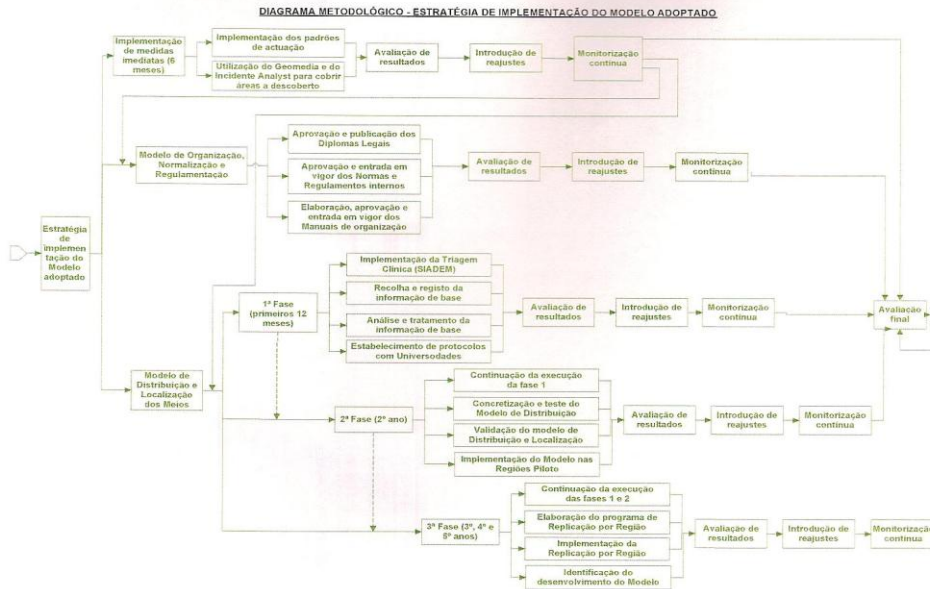 DIAGRAMA METODOLÓGICO - ESTRATÉGIA DE IMPLEMENTAÇÃO DO MODELO ADOPTADO
Implementação
de medidas
imediatas (6
meses)
Implementação dos padrões
de actuação
Utilização do Geomedia e do
Incidente Analyst para cobrir
áreas a descoberto
Avaliação de
resultados
Introdução de
reajustes
Monitorização
contínua
Modelo de Organização,
Normalização e
Regulamentação
Aprovação e publicação dos
Diplomas Legais
Aprovação e entrada em
vigor dos Normas e
Regulamentos internos
Elaboração, aprovação e
entrada em vigor dos
Manuais de organização
Avaliação de
resultados
Introdução de
reajustes
Monitorização
contínua
Estratégia
de
implemen
tação do
Modelo
adoptado
1ª Fase
(primeiros 12
meses)
Implementação da Triagem
Clínica (SIADEM)
Recolha e registo da
informação de base
Análise e tratamento da
informação de base
Estabelecimento de protocolos
com Universodades
Avaliação de
resultados
Introdução de
reajustes
Monitorização
contínua
Avaliação
final
Modelo de
Distribuição e
Localização
dos Meios
2ª Fase (2º ano)
Continuação da execução
da fase 1
Concretização e teste do
Modelo de Distribuição
Validação do modelo de
Distribuição e Localização
Implementação do Modelo nas
Regiões Piloto
Avaliação de
resultados
Introdução de
reajustes
Monitorização
contínua
3ª Fase (3º, 4º e
5º anos)
Continuação da execução
das fases 1 e 2
Elaboração do programa de
Replicação por Região
Implementação da
Replicação por Região
Identificação do
desenvolvimento do Modelo
Avaliação de
resultados
Introdução de
reajustes
Monitorização
contínua